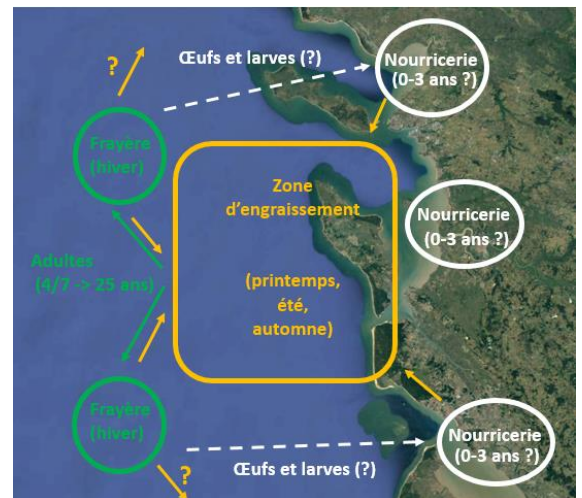 ?
Œufs et larves (?)
Nourricerie
(0-3 ans ?)
Frayère
(hiver)
Zone
d'engraissement
Nourricerie
(0-3 ans ?)
Adultes
(4/7 -> 25 ans)
(printemps,
été,
automne)
Frayère
(hiver)
Nourricerie
(0-3 ans ?)
?
Œufs et larves (?)